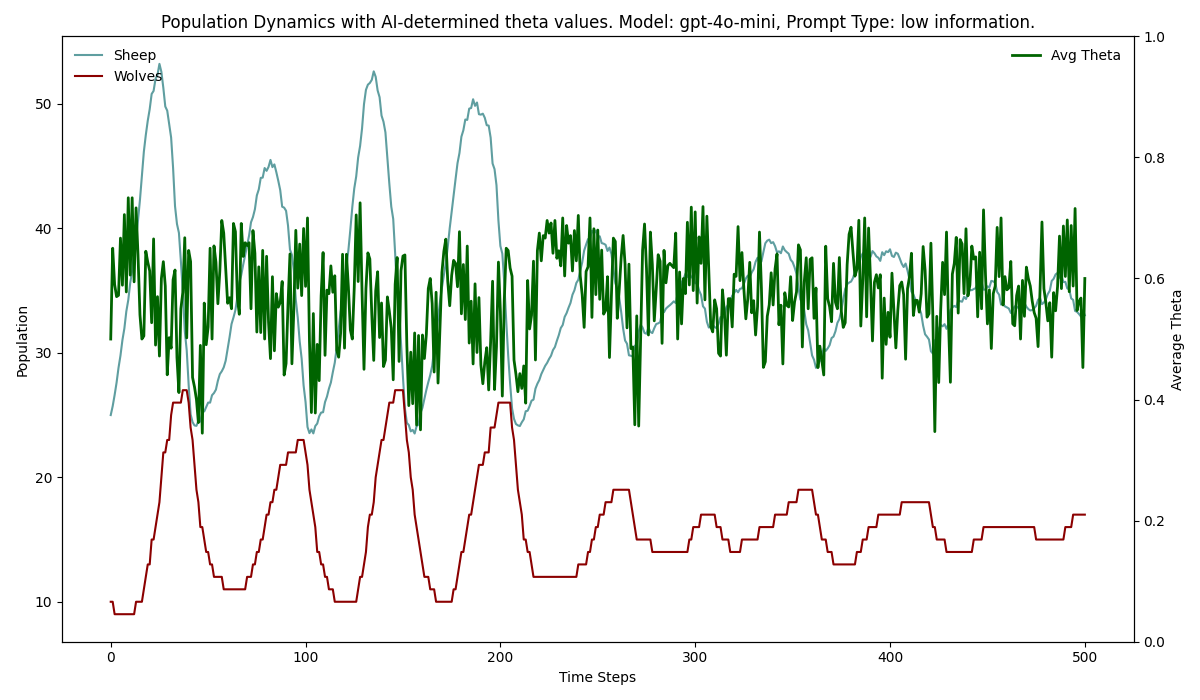 Population Dynamics with AI-determined theta values. Model: gpt-4o-mini, Prompt Type: low information.
Sheep
Wolves
Avg Theta
Population
50
40
30
20
10
1.0
0.8
0.6
0.4
0.2
0.0
Average Theta
0 100 200 300 400 500
Time Steps